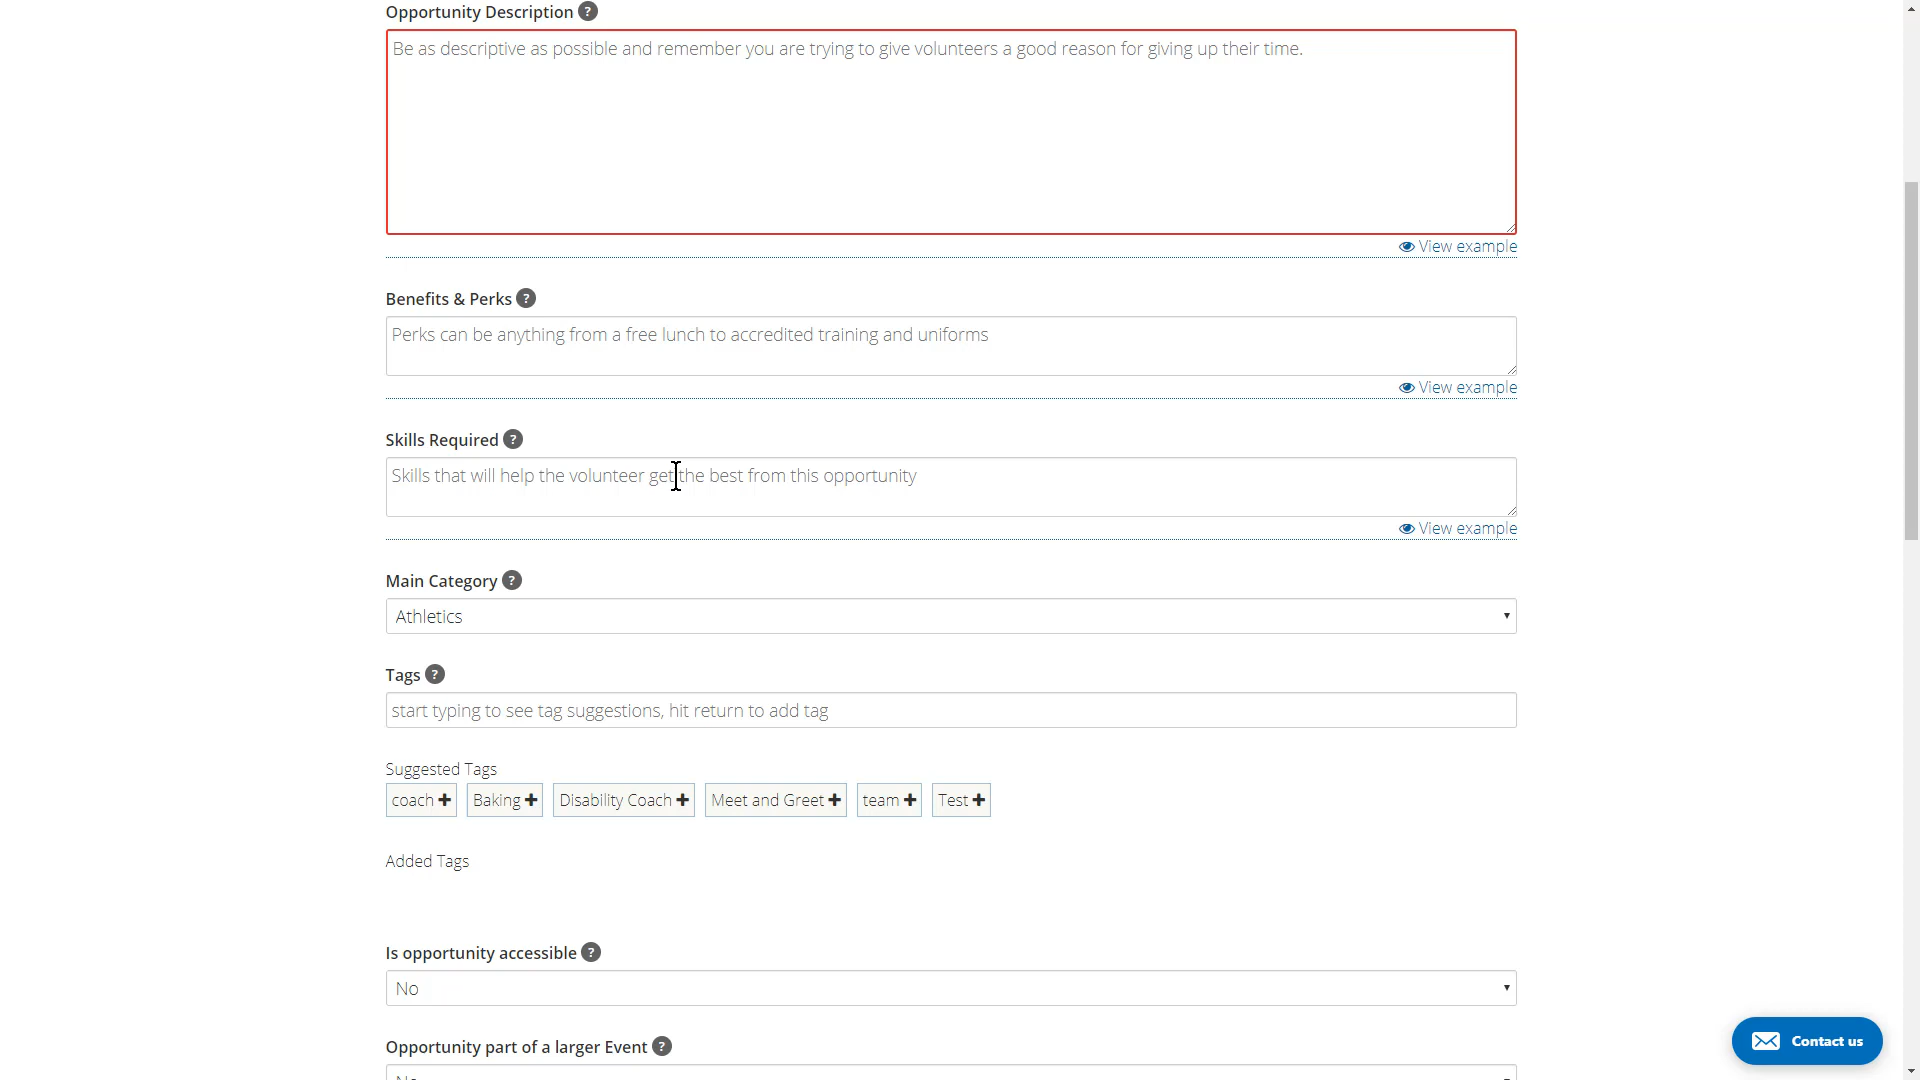 Opportunity Description ?
Be as descriptive as possible and remember you are trying to give volunteers a good reason for giving up their time.
View example
Benefits & Perks ?
Perks can be anything from a free lunch to accredited training and uniforms
View example
Skills Required ?
Skills that will help the volunteer get the best from this opportunity
View example
Main Category ?
Athletics
Tags ?
start typing to see tag suggestions, hit return to add tag
Suggested Tags
coach + Baking + Disability Coach + Meet and Greet + team + Test +
Added Tags
Is opportunity accessible ?
No
Opportunity part of a larger Event ?
Contact us